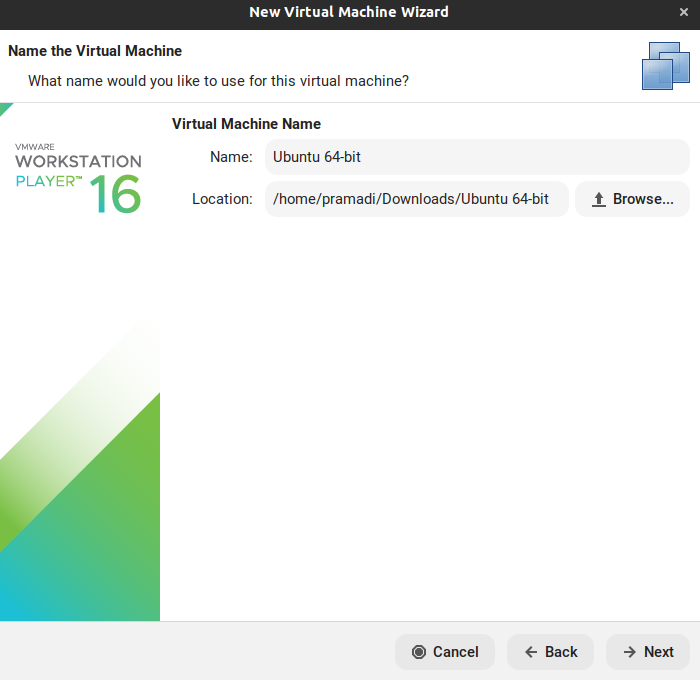 New Virtual Machine Wizard
Name the Virtual Machine
What name would you like to use for this virtual machine?
VMWARE
WORKSTATION
PLAYER™ 16
Virtual Machine Name
Name: Ubuntu 64-bit
Location: /home/pramadi/Downloads/Ubuntu 64-bit Browse...
Cancel Back Next